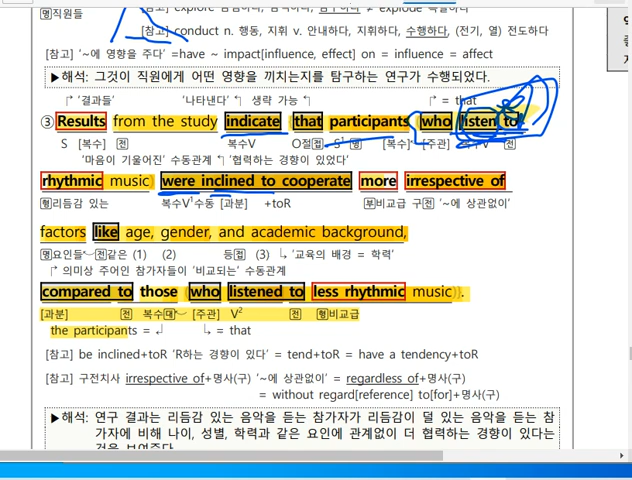 명직원들
[참고] conduct n. 행동, 지휘 v. 안내하다, 지휘하다, 수행하다, (전기, 열) 전도하다
[참고] '~에 영향을 주다' =have ~ impact[influence, effect] on = influence = affect
▶해석: 그것이 직원에게 어떤 영향을 끼치는지를 탐구하는 연구가 수행되었다.
'결과들' '나타낸다' 생략 가능 = that
③ Results from the study indicate that participants who listen to
S [복수] 전 복수V O절접 S¹ 명 [복수] [주관] 복수V 전
'마음이 기울어진' 수동관계 '협력하는 경향이 있었다'
rhythmic music were inclined to cooperate more irrespective of
형리듬감 있는 복수V¹수동 [과분] +toR 부비교급 구전 '~에 상관없이'
factors like age, gender, and academic background,
명요인들 전같은 (1) (2) 등접 (3) '교육의 배경 = 학력'
의미상 주어인 참가자들이 '비교되는' 수동관계
compared to those (who listened to less rhythmic music).
[과분] 전 복수대 [주관] V² 전 형비교급
the participants = = that
[참고] be inclined+toR 'R하는 경향이 있다' = tend+toR = have a tendency+toR
[참고] 구전치사 irrespective of+명사(구) '~에 상관없이' = regardless of+명사(구)
= without regard[reference] to[for]+명사(구)
▶해석: 연구 결과는 리듬감 있는 음악을 듣는 참가자가 리듬감이 덜 있는 음악을 듣는 참
가자에 비해 나이, 성별, 학력과 같은 요인에 관계없이 더 협력하는 경향이 있다는
것을 보여준다.